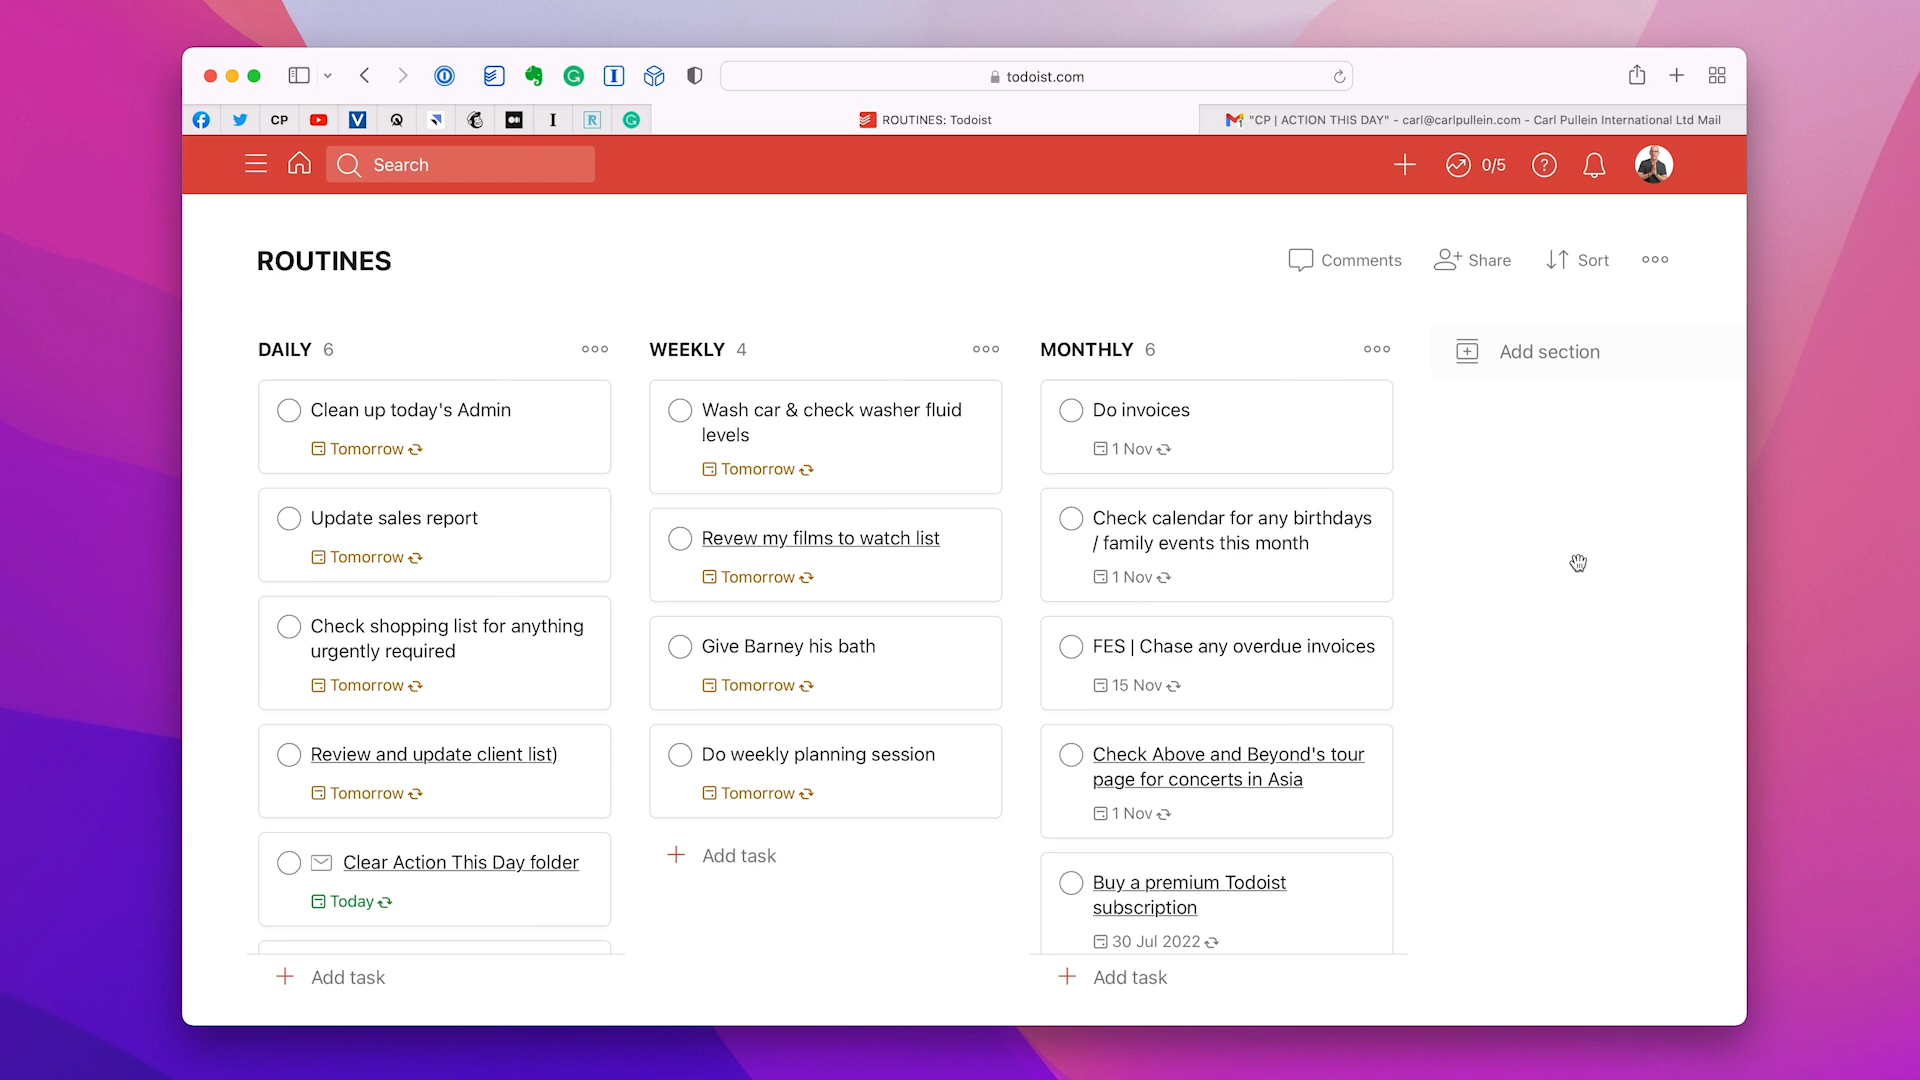 todoist.com
CP
ROUTINES: Todoist
"CP | ACTION THIS DAY" - carl@carlpullein.com - Carl Pullein International Ltd Mail
Search
0/5
ROUTINES
Comments
Share
Sort
DAILY 6
Clean up today's Admin
Tomorrow
Update sales report
Tomorrow
Check shopping list for anything
urgently required
Tomorrow
Review and update client list)
Tomorrow
Clear Action This Day folder
Today
Add task
WEEKLY 4
Wash car & check washer fluid
levels
Tomorrow
Revew my films to watch list
Tomorrow
Give Barney his bath
Tomorrow
Do weekly planning session
Tomorrow
Add task
MONTHLY 6
Do invoices
1 Nov
Check calendar for any birthdays
/ family events this month
1 Nov
FES | Chase any overdue invoices
15 Nov
Check Above and Beyond's tour
page for concerts in Asia
1 Nov
Buy a premium Todoist
subscription
30 Jul 2022
Add task
Add section